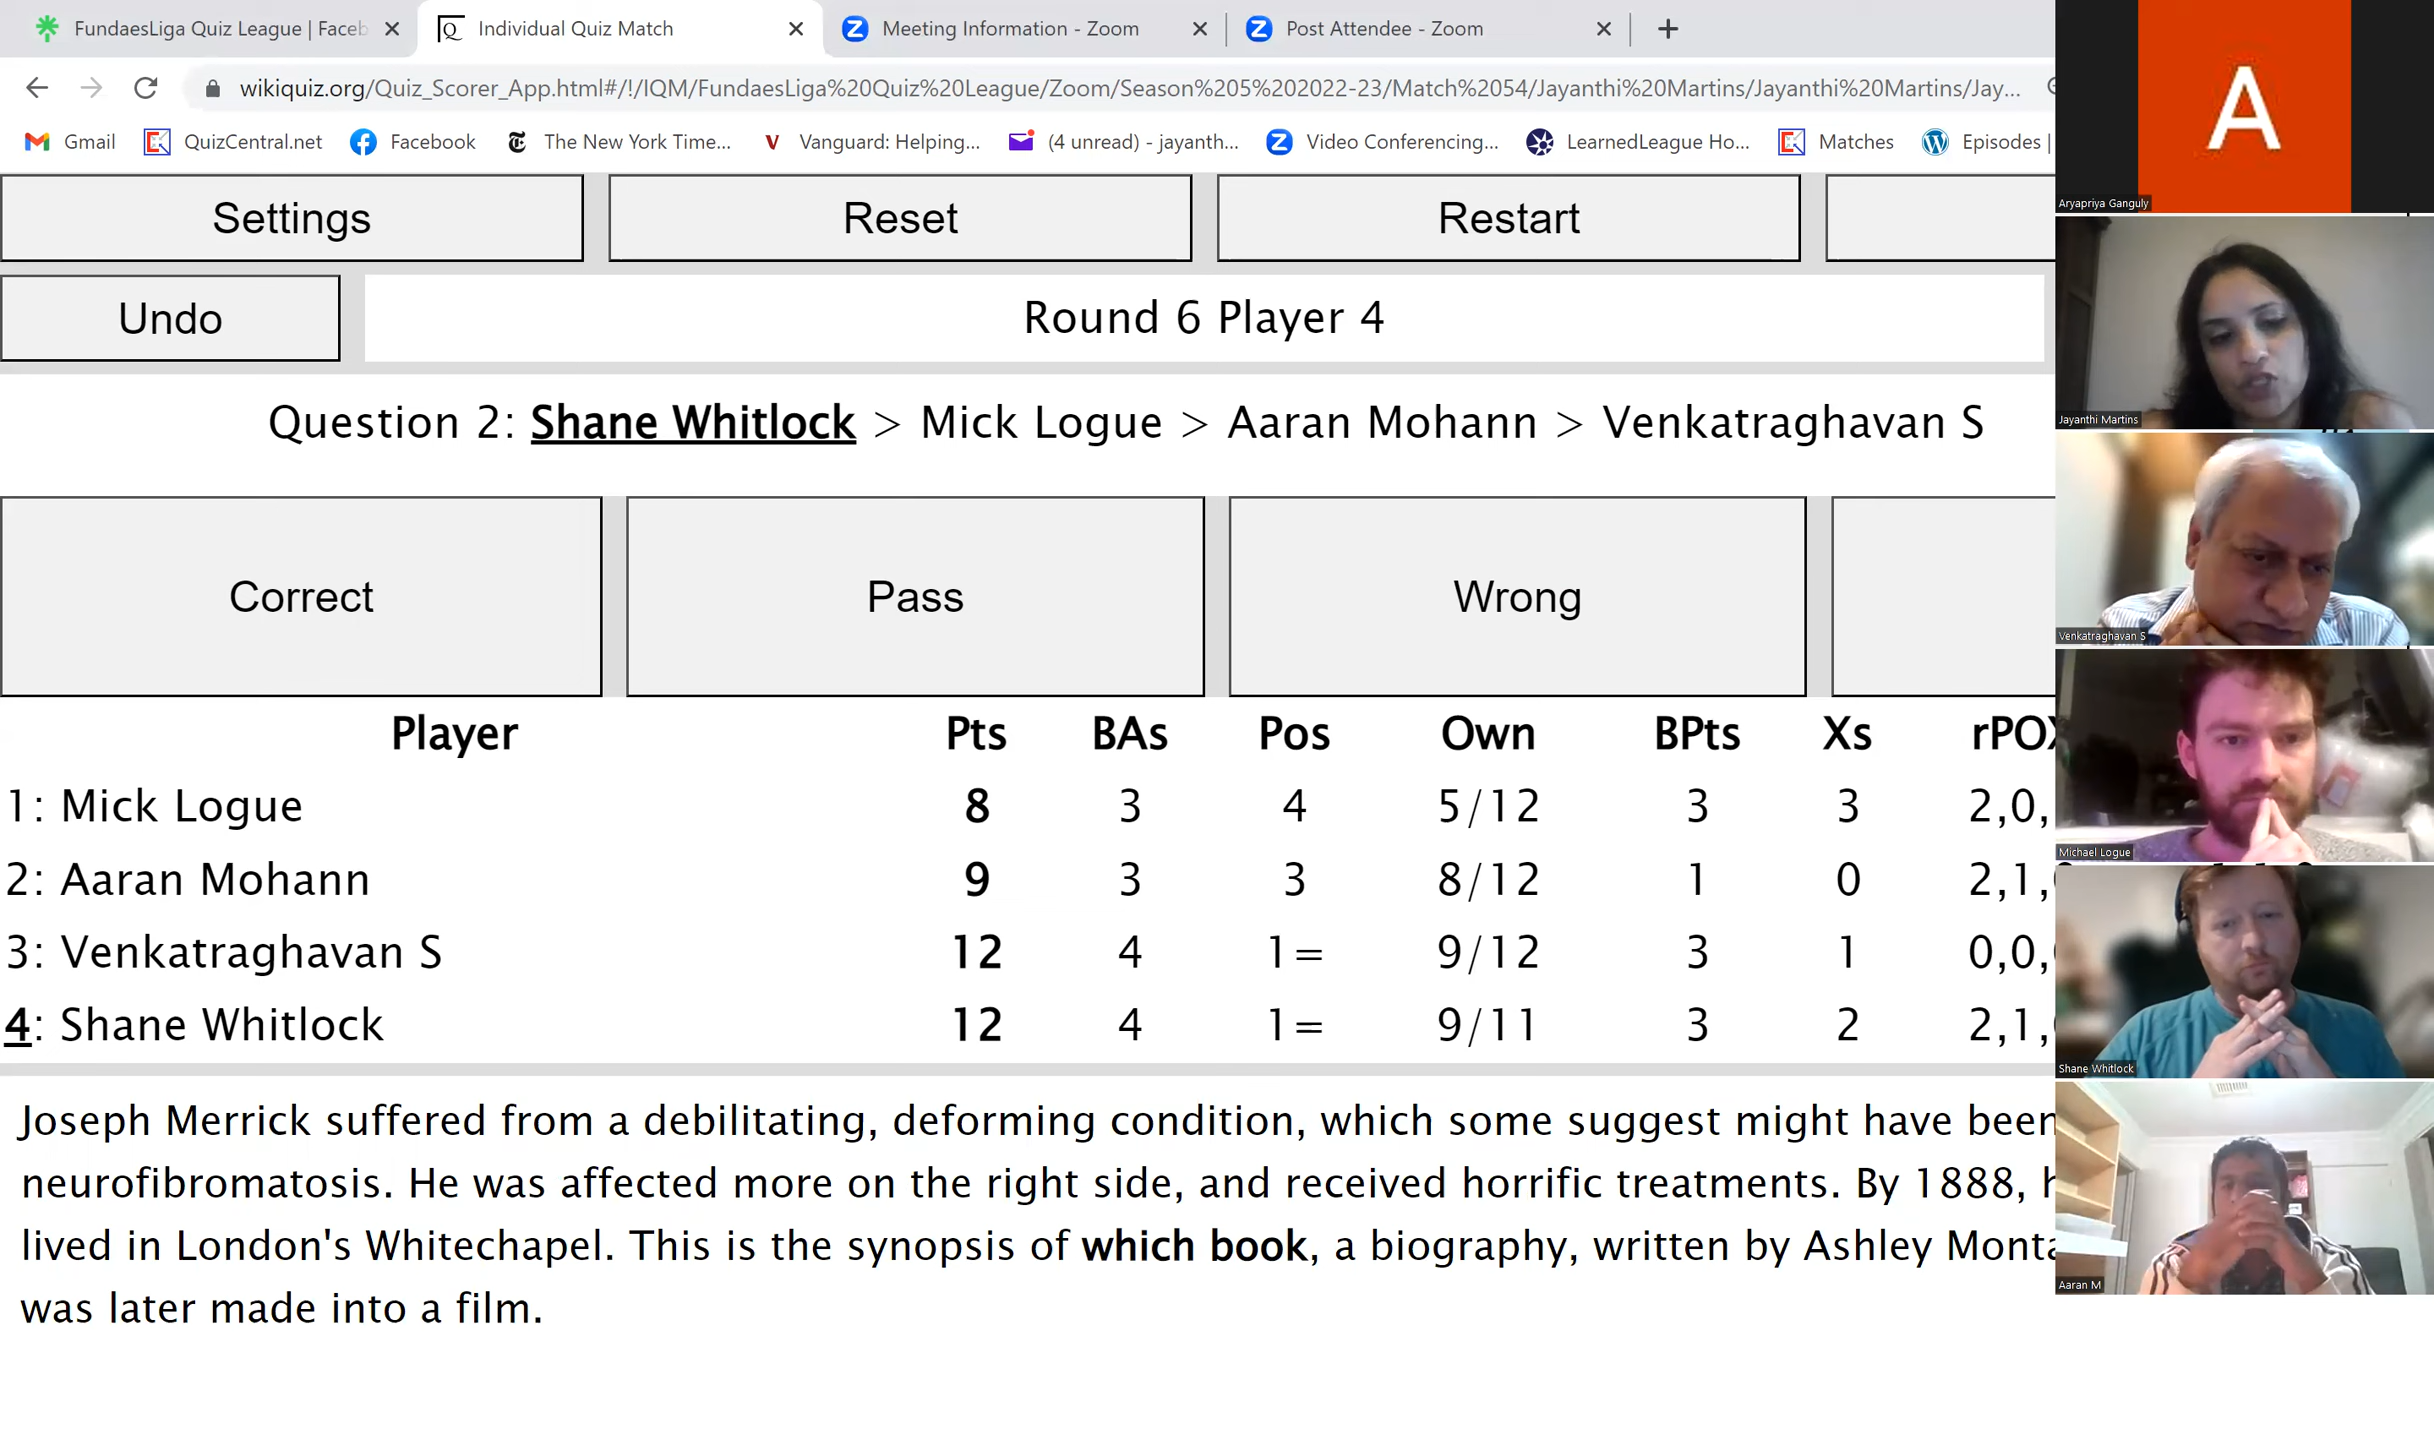 FundaesLiga Quiz League | Faceb
Individual Quiz Match
Meeting Information - Zoom
Post Attendee - Zoom
wikiquiz.org/Quiz_Scorer_App.html#/!/IQM/FundaesLiga%20Quiz%20League/Zoom/Season%205%202022-23/Match%2054/Jayanthi%20Martins/Jayanthi%20Martins/Jay...
Gmail QuizCentral.net Facebook The New York Time... Vanguard: Helping... (4 unread) - jayanth... Video Conferencing... LearnedLeague Ho... Matches Episodes |
Settings Reset Restart
Undo Round 6 Player 4
Question 2: Shane Whitlock > Mick Logue > Aaran Mohann > Venkatraghavan S
Correct Pass Wrong
Player Pts BAs Pos Own BPts Xs rPOX
1: Mick Logue 8 3 4 5/12 3 3 2,0,
2: Aaran Mohann 9 3 3 8/12 1 0 2,1,
3: Venkatraghavan S 12 4 1= 9/12 3 1 0,0,
4: Shane Whitlock 12 4 1= 9/11 3 2 2,1,
Joseph Merrick suffered from a debilitating, deforming condition, which some suggest might have been
neurofibromatosis. He was affected more on the right side, and received horrific treatments. By 1888, h
lived in London's Whitechapel. This is the synopsis of which book, a biography, written by Ashley Monta
was later made into a film.
A
Aryapriya Ganguly
Jayanthi Martins
Venkatraghavan S
Michael Logue
Shane Whitlock
Aaran M